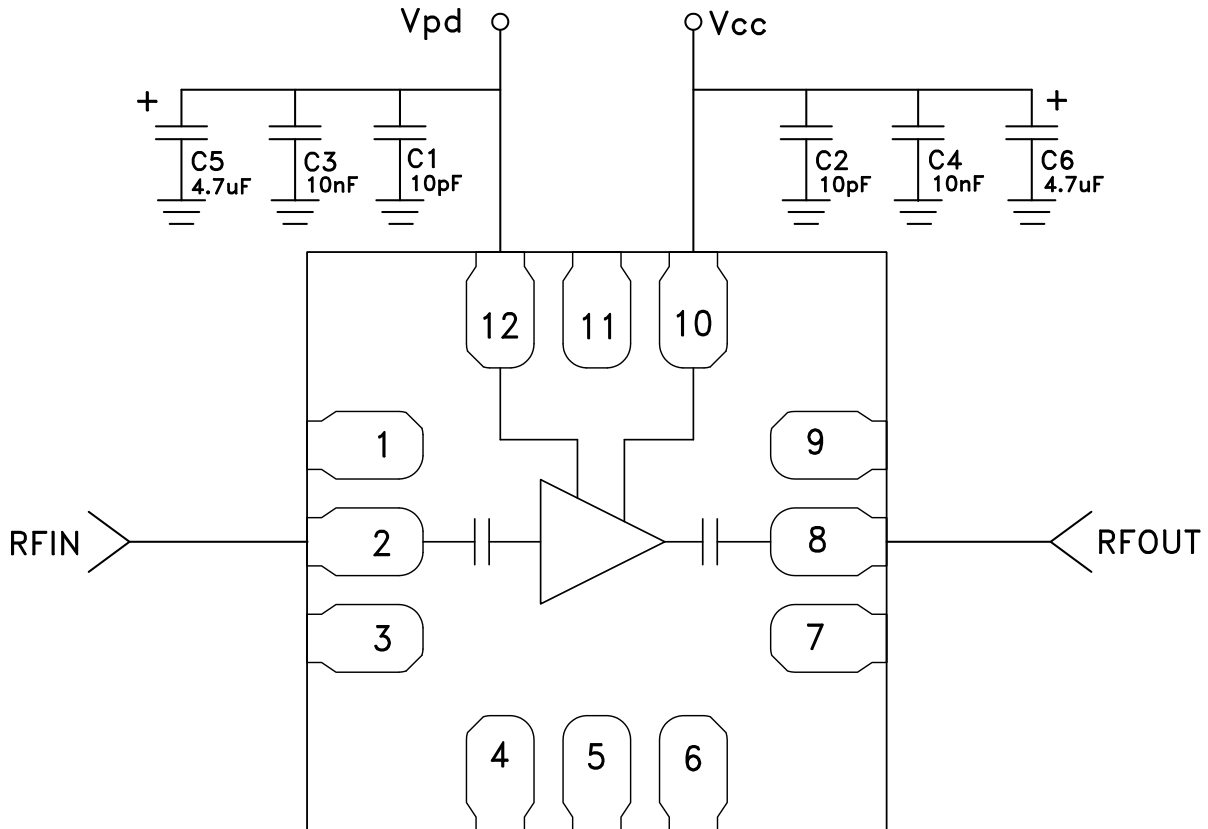 Vpd
Vcc
+
+
C5
4.7uF
C3
10nF
C1
10pF
C2
10pF
C4
10nF
C6
4.7uF
12
11
10
1
9
RFIN
2
8
RFOUT
3
7
4
5
6